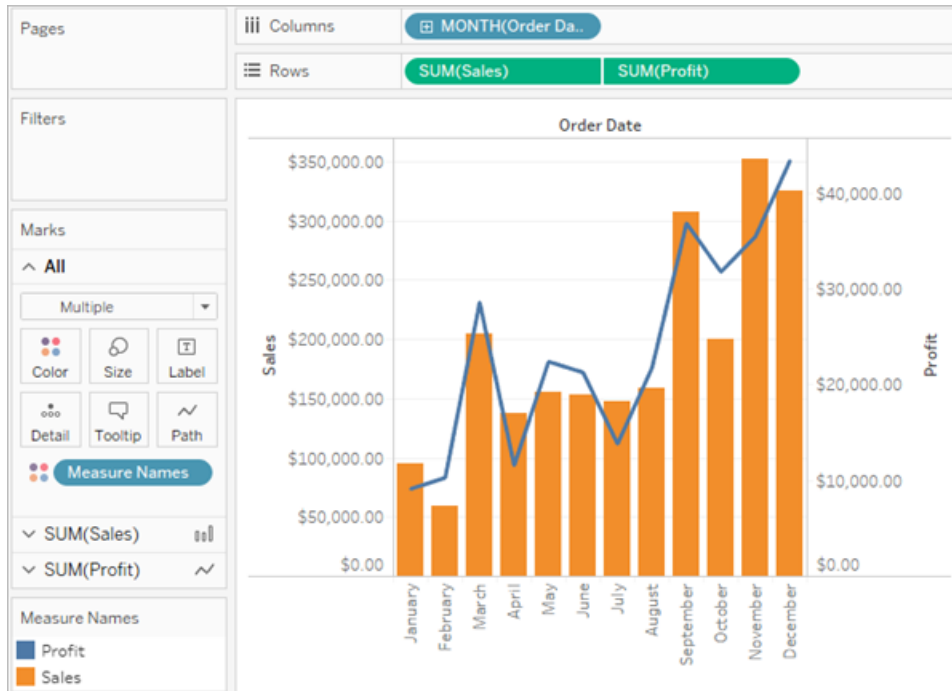 Pages
Columns
MONTH(Order Da..
Rows
SUM(Sales)
SUM(Profit)
Filters
Marks
All
Multiple
Color
Size
Label
Detail
Tooltip
Path
Measure Names
SUM(Sales)
SUM(Profit)
Measure Names
Profit
Sales
Order Date
Sales
$350,000.00
$300,000.00
$250,000.00
$200,000.00
$150,000.00
$100,000.00
$50,000.00
$0.00
Profit
$40,000.00
$30,000.00
$20,000.00
$10,000.00
$0.00
January
February
March
April
May
June
July
August
September
October
November
December